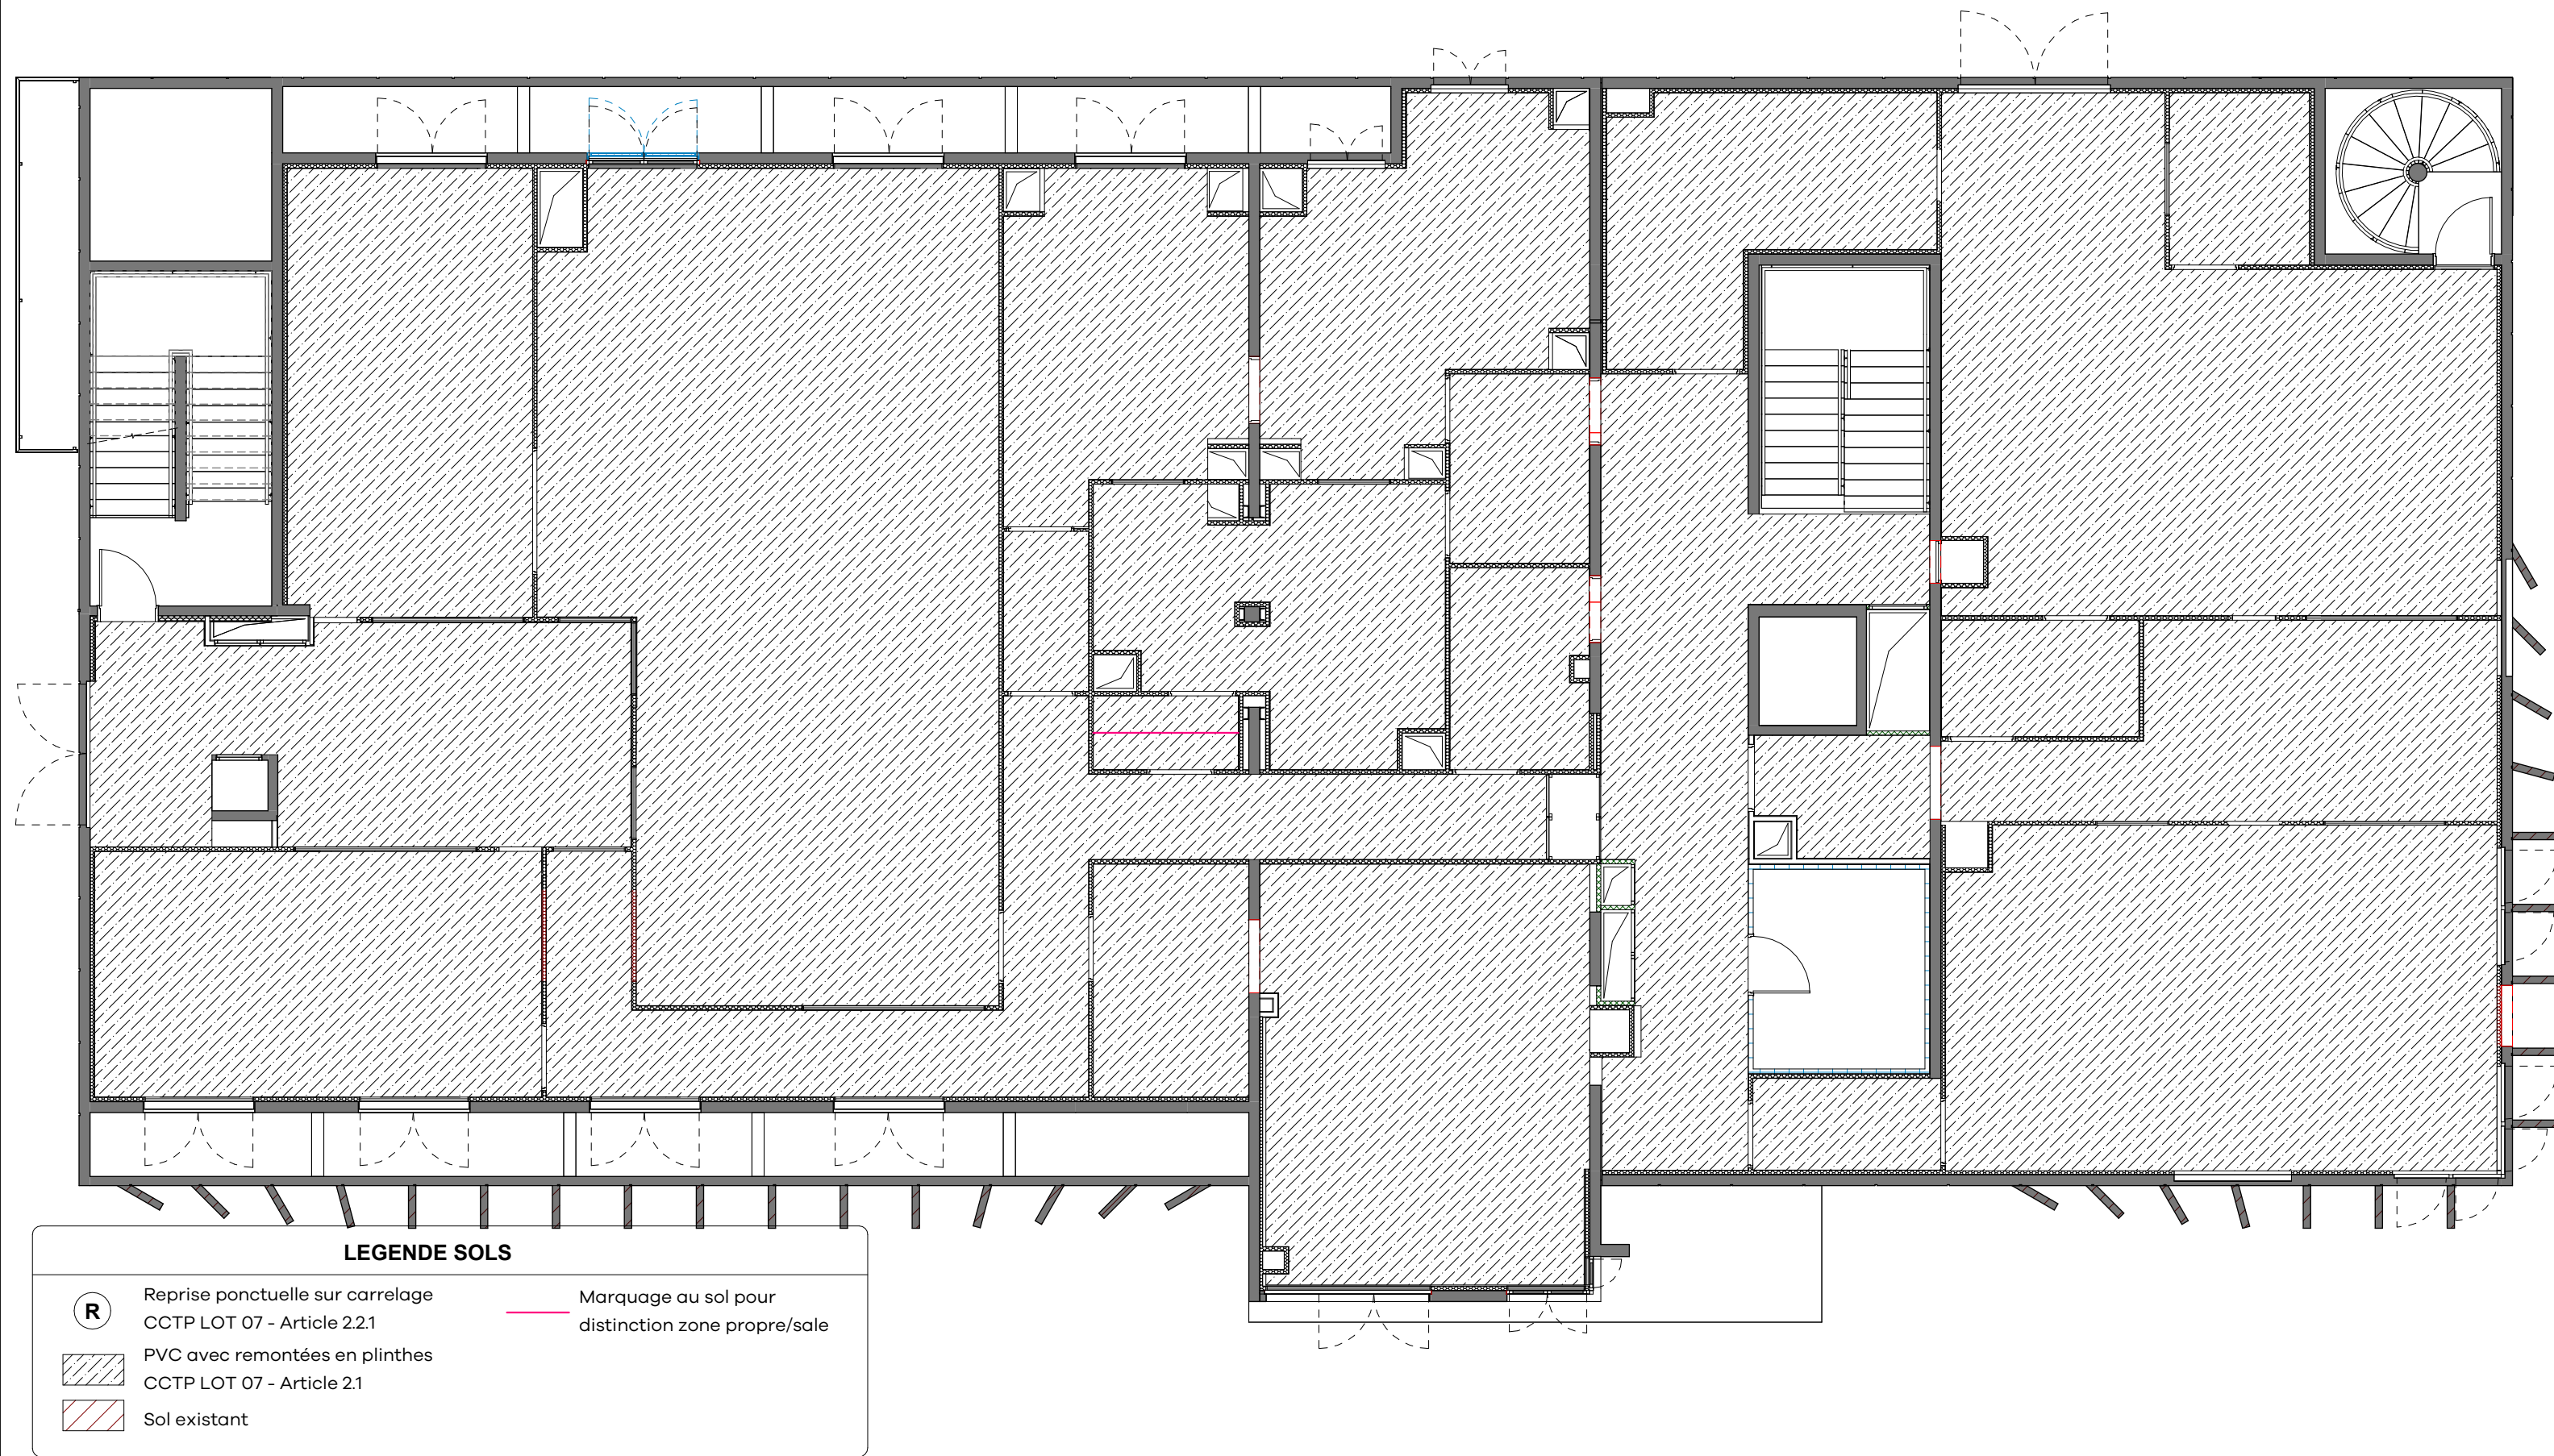 LEGENDE SOLS
R
Reprise ponctuelle sur carrelage
CCTP LOT 07 - Article 2.2.1
PVC avec remontées en plinthes
CCTP LOT 07 - Article 2.1
Sol existant
Marquage au sol pour
distinction zone propre/sale